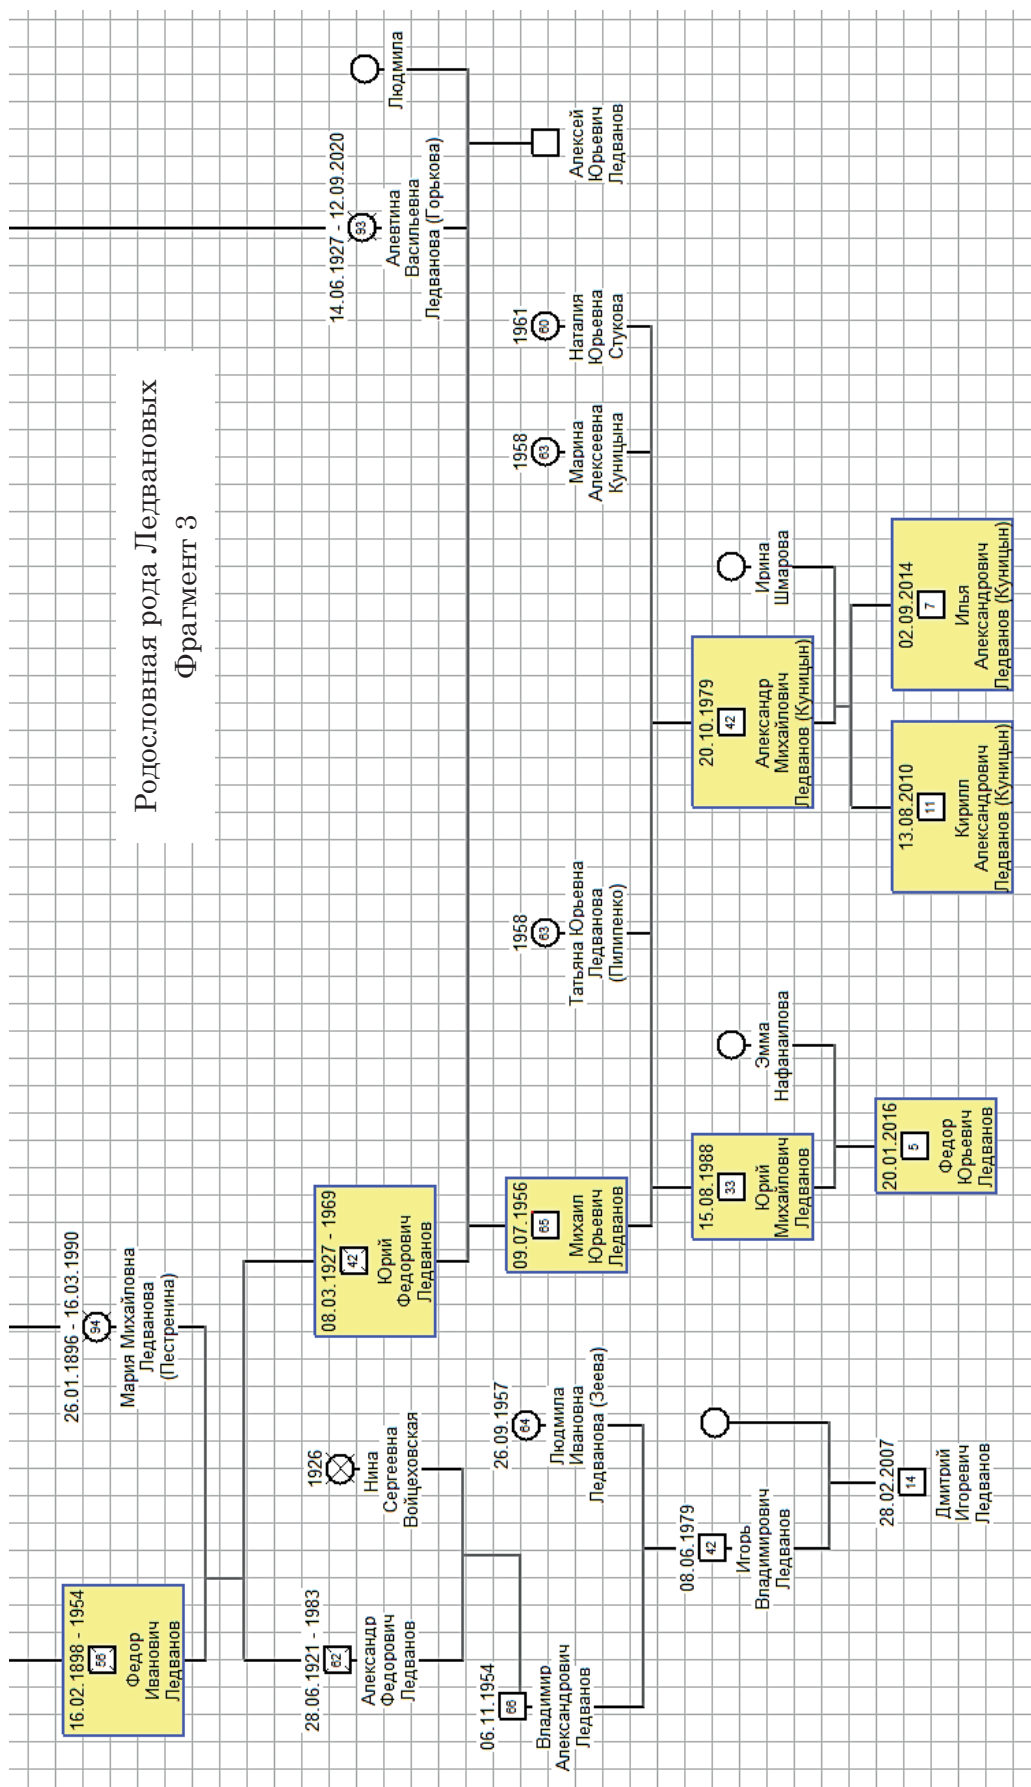 Родословная рода Ледвановых
Фрагмент 3
16.02.1898 - 1954
56
Федор
Иванович
Ледванов
26.01.1896 - 16.03.1990
94
Мария Михайловна
Ледванова
(Пестренина)
28.06.1921 - 1983
62
Александр
Федорович
Ледванов
1926
Нина
Сергеевна
Войцеховская
08.03.1927 - 1969
42
Юрий
Федорович
Ледванов
14.06.1927 - 12.09.2020
93
Алевтина
Васильевна
Ледванова (Горькова)
Людмила
06.11.1954
66
Владимир
Александрович
Ледванов
26.09.1957
64
Людмила
Ивановна
Ледванова (Зеева)
09.07.1956
65
Михаил
Юрьевич
Ледванов
1958
63
Татьяна Юрьевна
Ледванова
(Пилипенко)
1958
63
Марина
Алексеевна
Куницына
1961
60
Наталия
Юрьевна
Стукова
Алексей
Юрьевич
Ледванов
08.06.1979
42
Игорь
Владимирович
Ледванов
15.08.1988
33
Юрий
Михайлович
Ледванов
Эмма
Нафанаилова
20.10.1979
42
Александр
Михайлович
Ледванов (Куницын)
Ирина
Шмарова
28.02.2007
14
Дмитрий
Игоревич
Ледванов
20.01.2016
5
Федор
Юрьевич
Ледванов
13.08.2010
11
Кирилл
Александрович
Ледванов (Куницын)
02.09.2014
7
Илья
Александрович
Ледванов (Куницын)